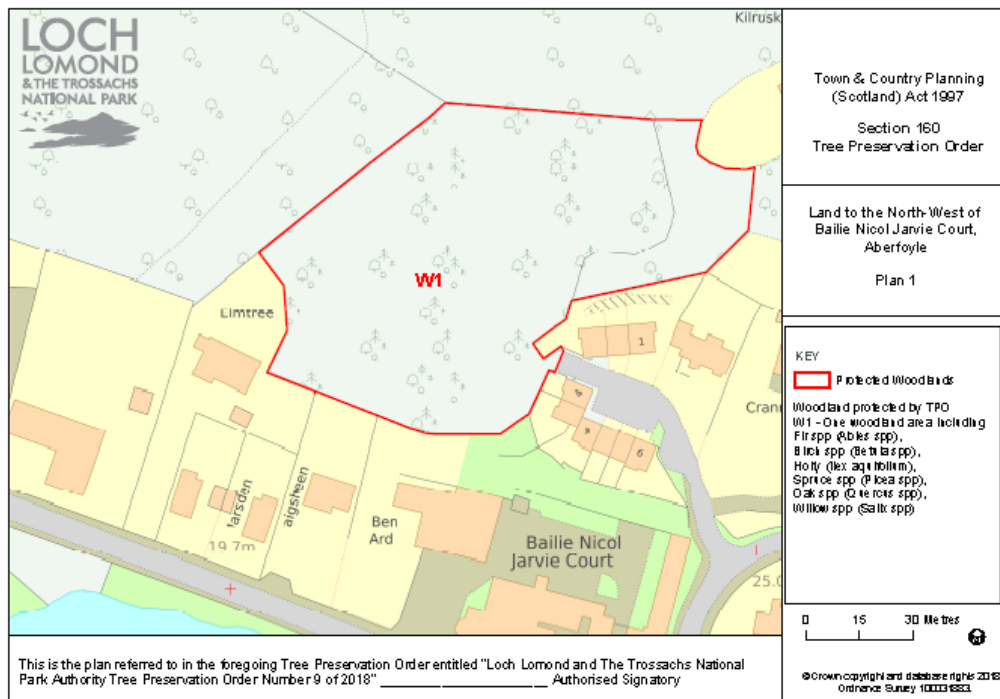 LOCH
LOMOND
& THE TROSSACHS
NATIONAL PARK
Kilrusk
W1
Elmtree
1
Crann
6
19.7m
Ben
Ard
Bailie Nicol
Jarvie Court
25.0
Town & Country Planning
(Scotland) Act 1997
Section 160
Tree Preservation Order
Land to the North-West of
Bailie Nicol Jarvie Court,
Aberfoyle
Plan 1
KEY
Protected Woodlands
Woodland protected by TPO
W1 - One woodland area including
Fir spp (Abies spp),
Birch spp (Betula spp),
Holly (Ilex aquifolium),
Spruce spp (Picea spp),
Oak spp (Quercus spp),
Willow spp (Salix spp)
0 15 30 Metres
© Crown copyright and database rights 2018
Ordnance Survey 100031883.
This is the plan referred to in the foregoing Tree Preservation Order entitled "Loch Lomond and The Trossachs National
Park Authority Tree Preservation Order Number 9 of 2018" Authorised Signatory